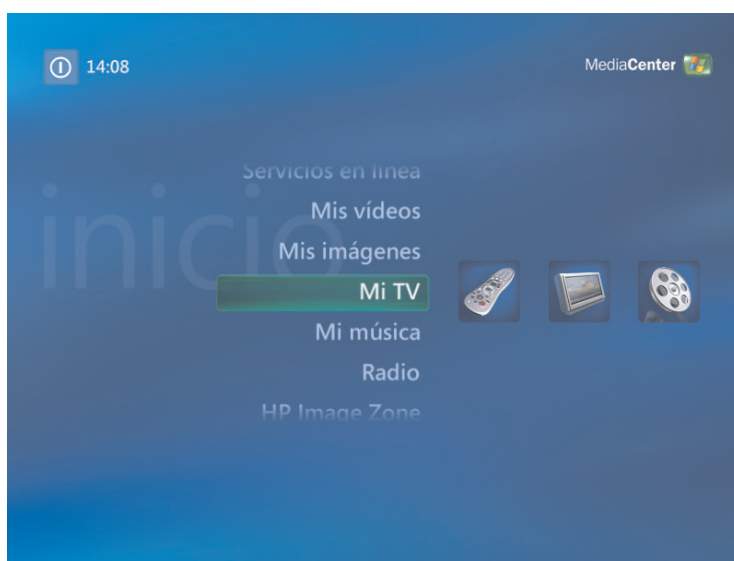 14:08
MediaCenter
inicio
Servicios en línea
Mis vídeos
Mis imágenes
Mi TV
Mi música
Radio
HP Image Zone